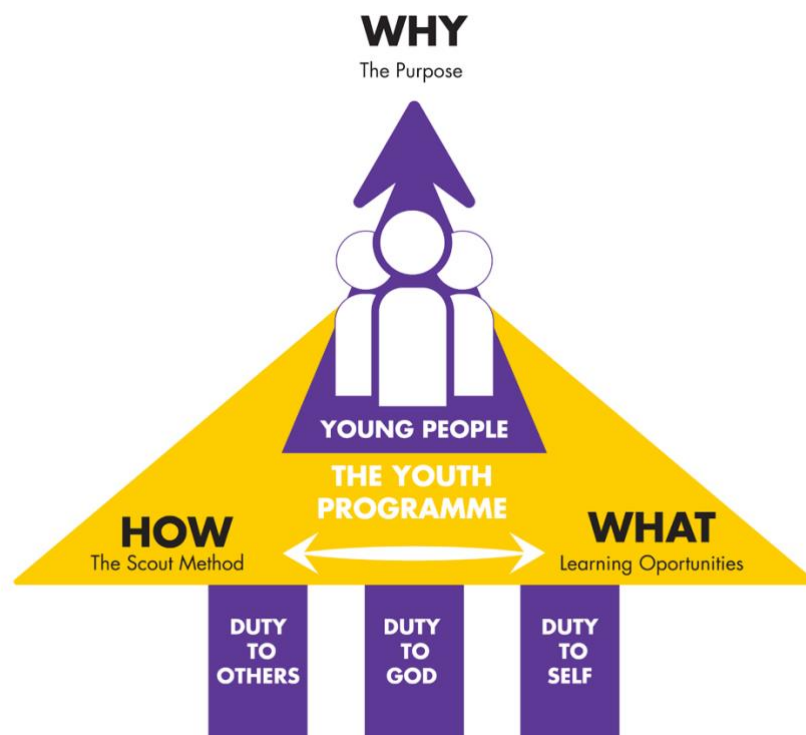 WHY
The Purpose
YOUNG PEOPLE
THE YOUTH
PROGRAMME
HOW
The Scout Method
WHAT
Learning Oportunities
DUTY
TO
OTHERS
DUTY
TO
GOD
DUTY
TO
SELF